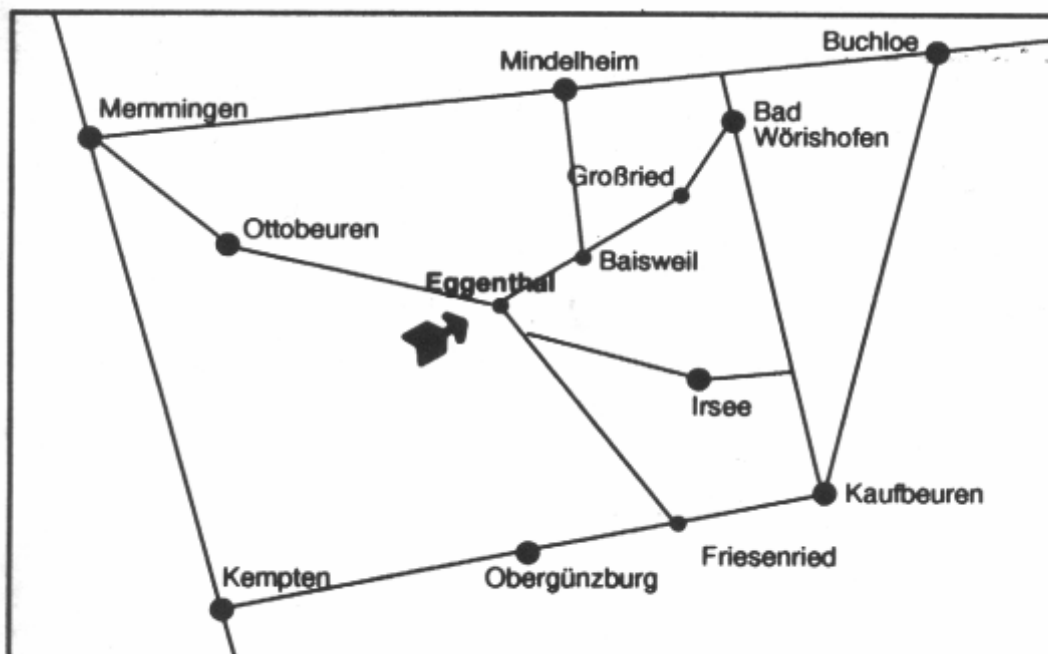 Buchloe
Mindelheim
Memmingen
Bad
Wörishofen
Großried
Ottobeuren
Baisweil
Eggenthal
Irsee
Kaufbeuren
Friesenried
Kempten
Obergünzburg